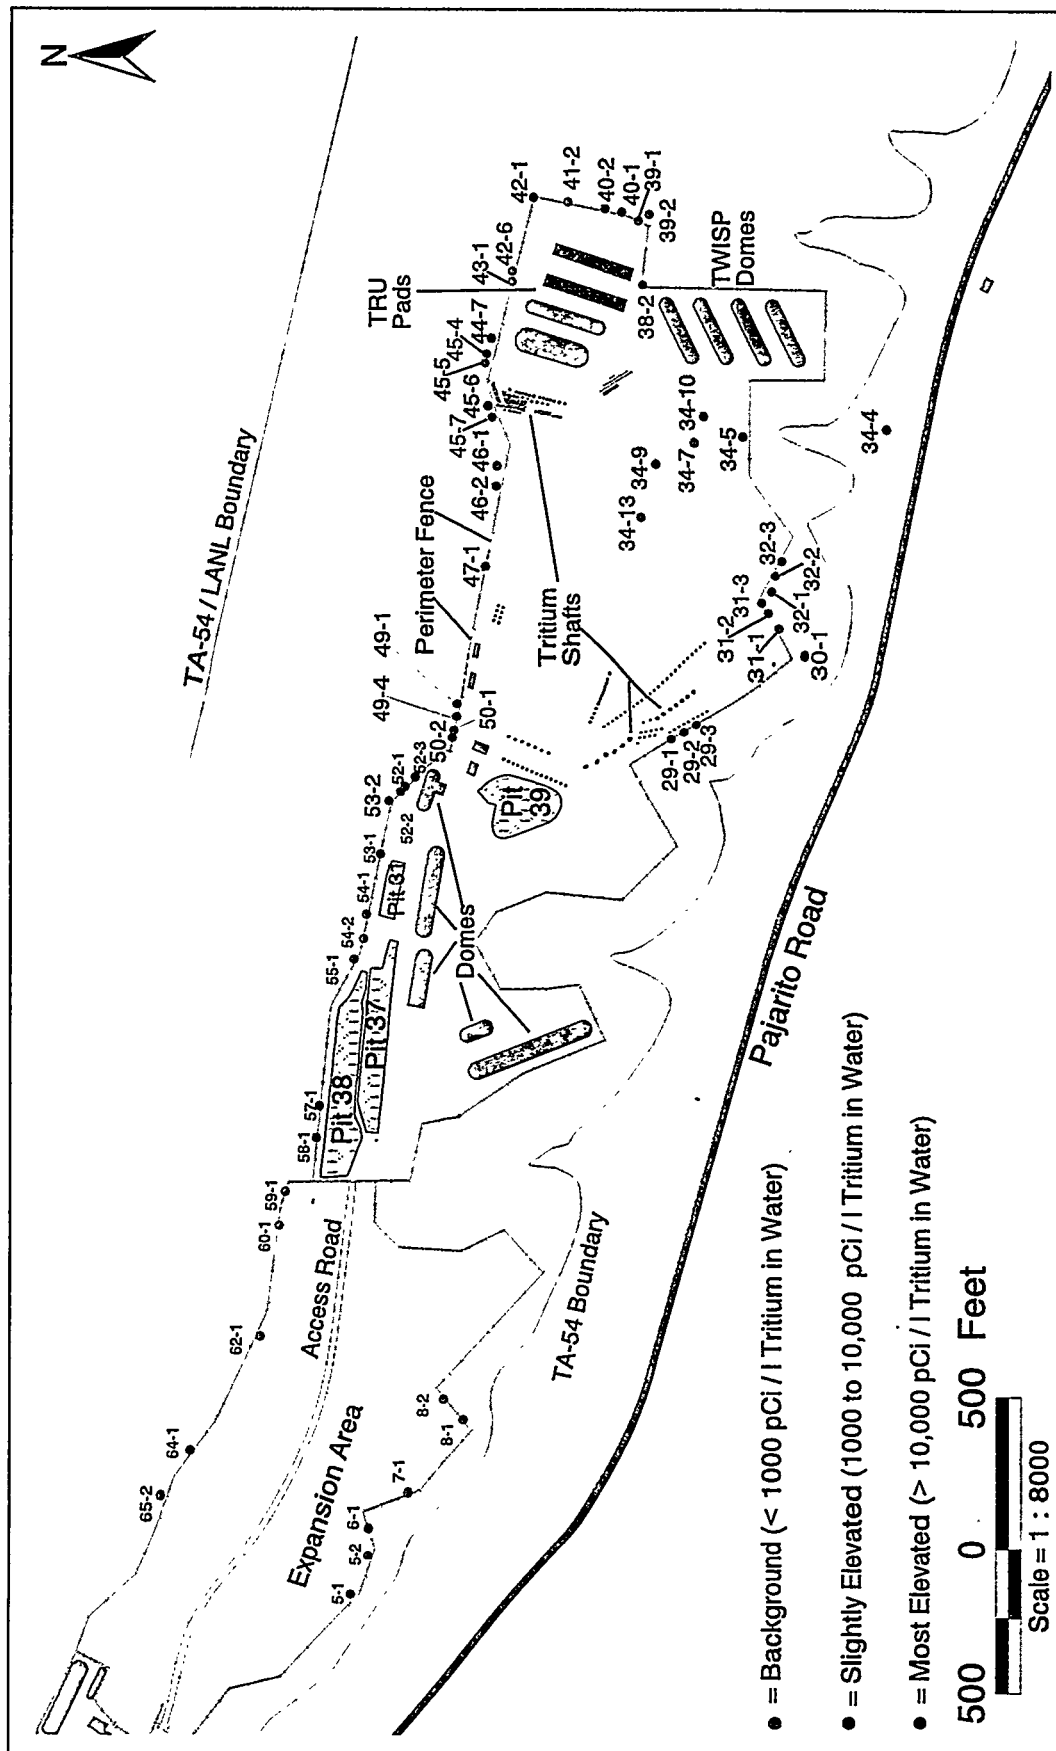 N
TA-54 / LANL Boundary
65-2
64-1
62-1
60-1
59-1
58-1
57-1
55-1
54-2
54-1
53-1
53-2
52-1
52-3
52-2
50-2
50-1
49-4
49-1
Perimeter Fence
47-1
46-2
46-1
45-7
45-6
45-5
45-4
44-7
TRU
Pads
43-1
42-6
42-1
41-2
40-2
40-1
39-1
39-2
38-2
TWISP
Domes
Access Road
Pit 38
Pit 37
Pit 31
Pit
39
Domes
Tritium
Shafts
34-13
34-9
34-7
34-10
34-5
34-4
Expansion Area
5-1
5-2
6-1
7-1
8-1
8-2
TA-54 Boundary
29-1
29-2
29-3
30-1
31-1
31-2
31-3
32-1
32-2
32-3
Pajarito Road
= Background (< 1000 pCi / l Tritium in Water)
= Slightly Elevated (1000 to 10,000 pCi / l Tritium in Water)
= Most Elevated (> 10,000 pCi / l Tritium in Water)
500 0 500 Feet
Scale = 1 : 8000